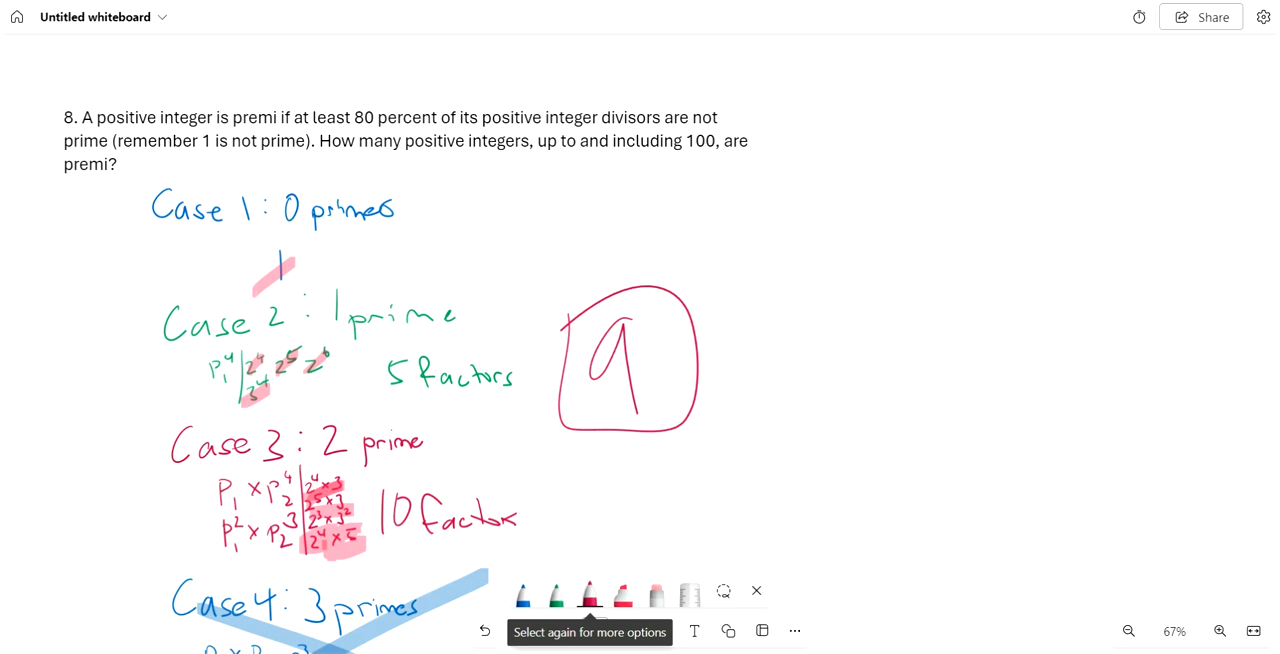 Untitled whiteboard
Share
8. A positive integer is premi if at least 80 percent of its positive integer divisors are not
prime (remember 1 is not prime). How many positive integers, up to and including 100, are
premi?
Case 1: 0 primes
1
Case 2: 1 prime
P₁⁴ 2⁴ 2⁵ 2⁶
3⁴
5 factors
9
Case 3: 2 prime
P₁ × P₂⁴ 2⁴×3
2⁵×3
P₁² × P₂³ 2³×3²
2⁴×5
10 factor
Case 4: 3 primes
Select again for more options
T
67%